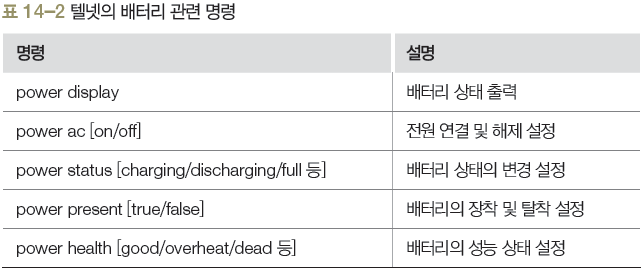 표 14-2 텔넷의 배터리 관련 명령
명령 설명
power display 배터리 상태 출력
power ac [on/off] 전원 연결 및 해제 설정
power status [charging/discharging/full 등] 배터리 상태의 변경 설정
power present [true/false] 배터리의 장착 및 탈착 설정
power health [good/overheat/dead 등] 배터리의 성능 상태 설정